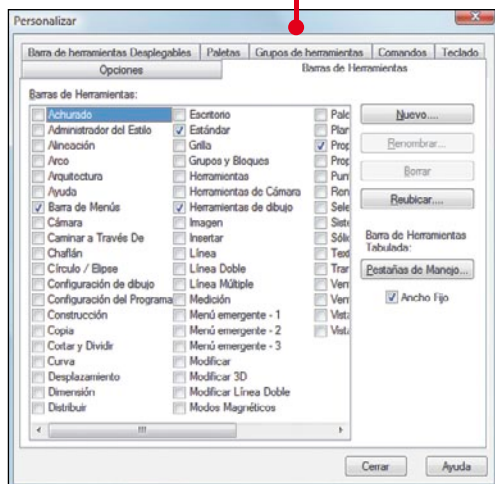 Personalizar
Barra de herramientas Desplegables
Paletas
Grupos de herramientas
Comandos
Teclado
Opciones
Barras de Herramientas
Barras de Herramientas:
Achurado
Administrador del Estilo
Alineación
Arco
Arquitectura
Ayuda
Barra de Menús
Cámara
Caminar a Través De
Chaflán
Círculo / Elipse
Configuración de dibujo
Configuración del Programa
Construcción
Copia
Cortar y Dividir
Curva
Desplazamiento
Dimensión
Distribuir
Escritorio
Estándar
Grilla
Grupos y Bloques
Herramientas
Herramientas de Cámara
Herramientas de dibujo
Imagen
Insertar
Línea
Línea Doble
Línea Múltiple
Medición
Menú emergente - 1
Menú emergente - 2
Menú emergente - 3
Modificar
Modificar 3D
Modificar Línea Doble
Modos Magnéticos
Nuevo....
Renombrar...
Borrar
Reubicar....
Barra de Herramientas
Tabulada:
Pestañas de Manejo...
Ancho Fijo
Cerrar
Ayuda